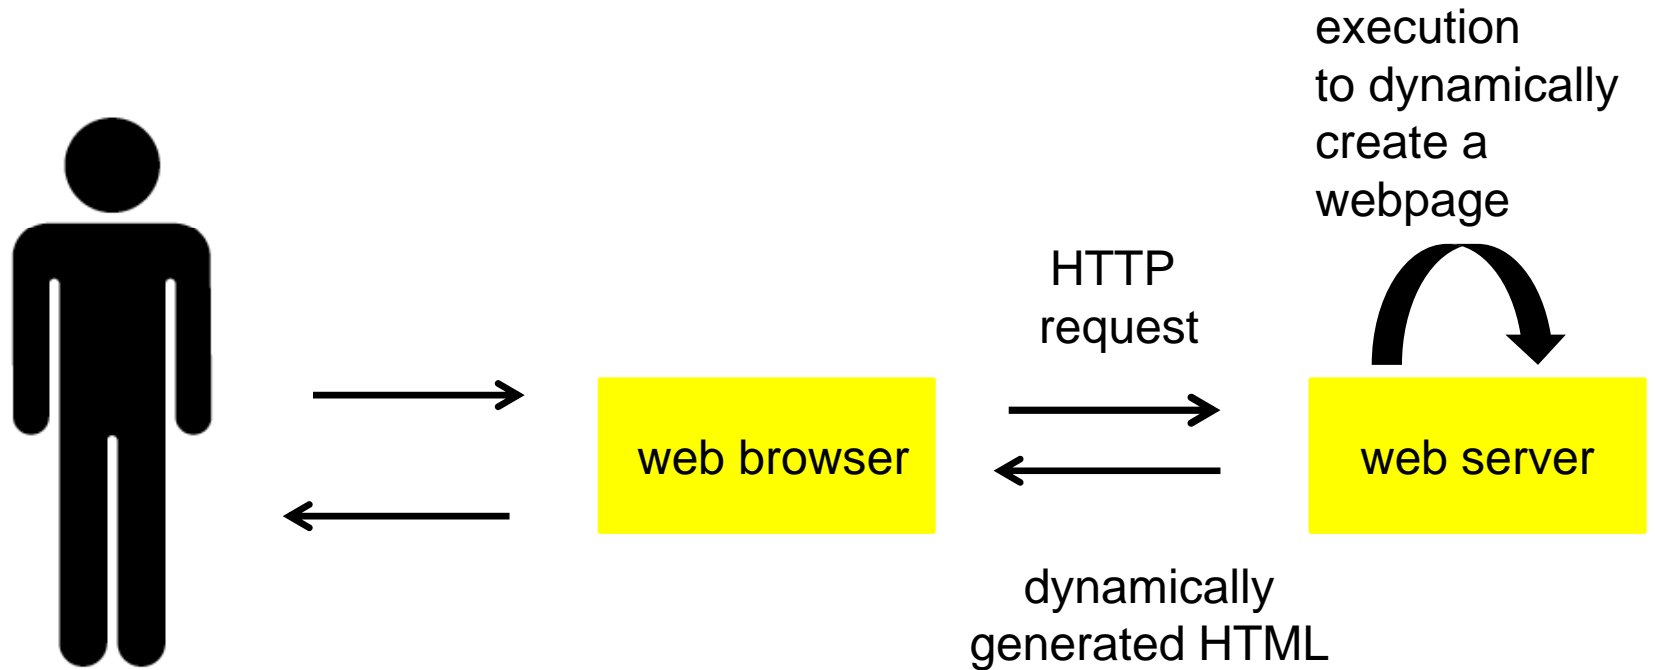 execution
to dynamically
create a
webpage
HTTP
request
web browser
web server
dynamically
generated HTML